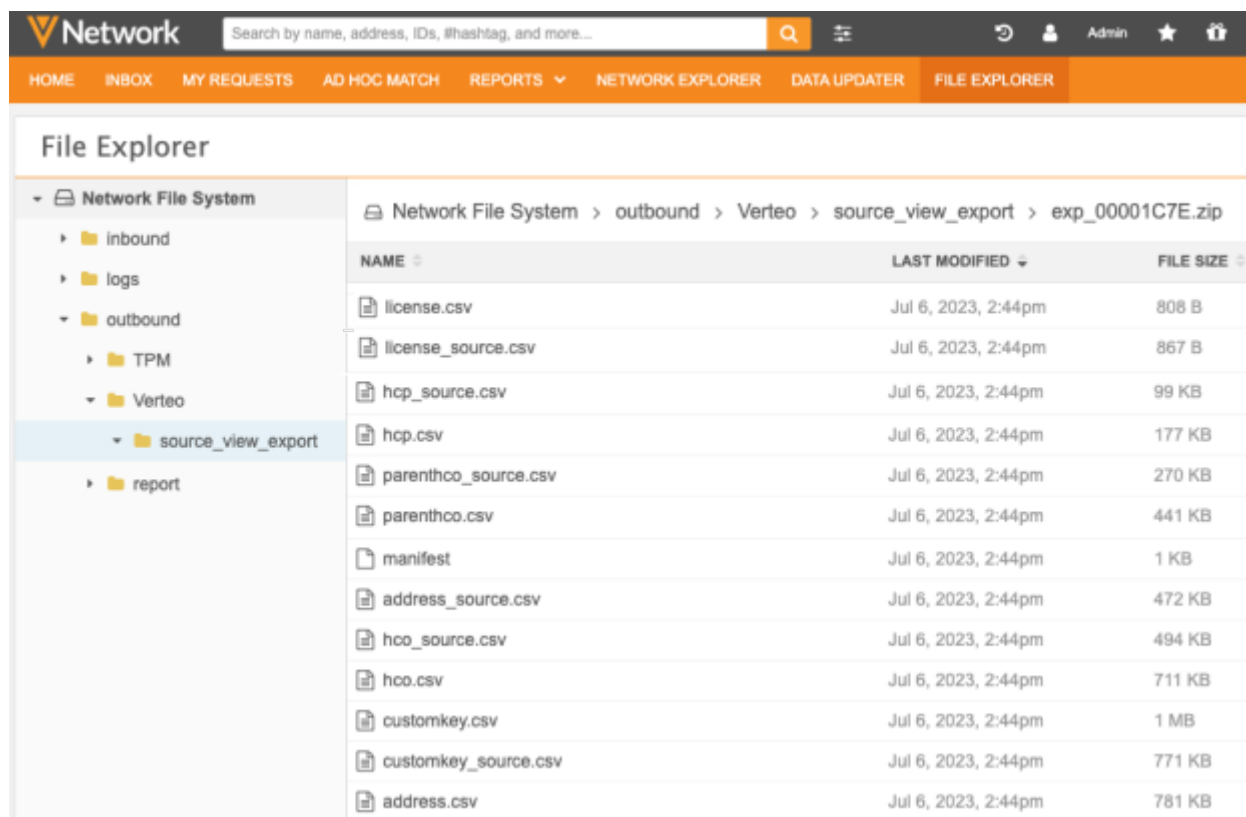 Network Search by name, address, IDs, #hashtag, and more... Admin
HOME INBOX MY REQUESTS AD HOC MATCH REPORTS NETWORK EXPLORER DATA UPDATER FILE EXPLORER
File Explorer
Network File System
inbound
logs
outbound
TPM
Verteo
source_view_export
report
Network File System > outbound > Verteo > source_view_export > exp_00001C7E.zip
NAME LAST MODIFIED FILE SIZE
license.csv Jul 6, 2023, 2:44pm 808 B
license_source.csv Jul 6, 2023, 2:44pm 867 B
hcp_source.csv Jul 6, 2023, 2:44pm 99 KB
hcp.csv Jul 6, 2023, 2:44pm 177 KB
parenthco_source.csv Jul 6, 2023, 2:44pm 270 KB
parenthco.csv Jul 6, 2023, 2:44pm 441 KB
manifest Jul 6, 2023, 2:44pm 1 KB
address_source.csv Jul 6, 2023, 2:44pm 472 KB
hco_source.csv Jul 6, 2023, 2:44pm 494 KB
hco.csv Jul 6, 2023, 2:44pm 711 KB
customkey.csv Jul 6, 2023, 2:44pm 1 MB
customkey_source.csv Jul 6, 2023, 2:44pm 771 KB
address.csv Jul 6, 2023, 2:44pm 781 KB